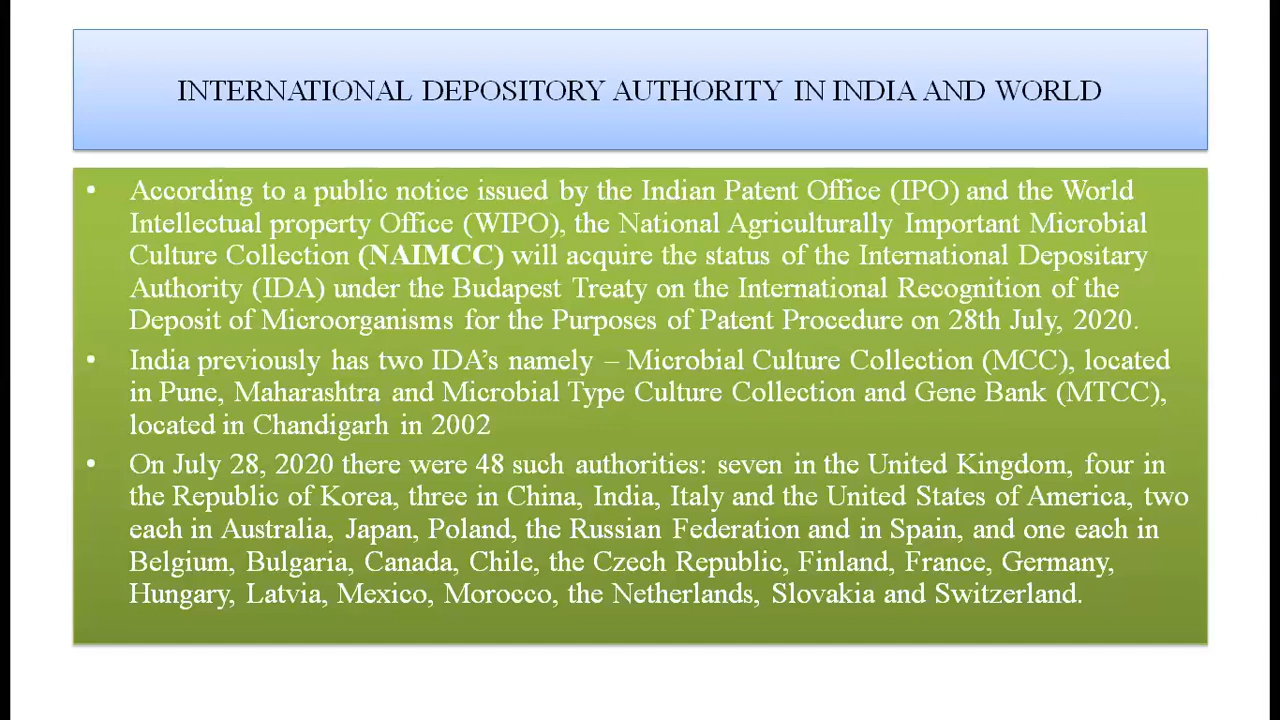 INTERNATIONAL DEPOSITORY AUTHORITY IN INDIA AND WORLD
• According to a public notice issued by the Indian Patent Office (IPO) and the World
Intellectual property Office (WIPO), the National Agriculturally Important Microbial
Culture Collection (NAIMCC) will acquire the status of the International Depositary
Authority (IDA) under the Budapest Treaty on the International Recognition of the
Deposit of Microorganisms for the Purposes of Patent Procedure on 28th July, 2020.
• India previously has two IDA’s namely – Microbial Culture Collection (MCC), located
in Pune, Maharashtra and Microbial Type Culture Collection and Gene Bank (MTCC),
located in Chandigarh in 2002
• On July 28, 2020 there were 48 such authorities: seven in the United Kingdom, four in
the Republic of Korea, three in China, India, Italy and the United States of America, two
each in Australia, Japan, Poland, the Russian Federation and in Spain, and one each in
Belgium, Bulgaria, Canada, Chile, the Czech Republic, Finland, France, Germany,
Hungary, Latvia, Mexico, Morocco, the Netherlands, Slovakia and Switzerland.